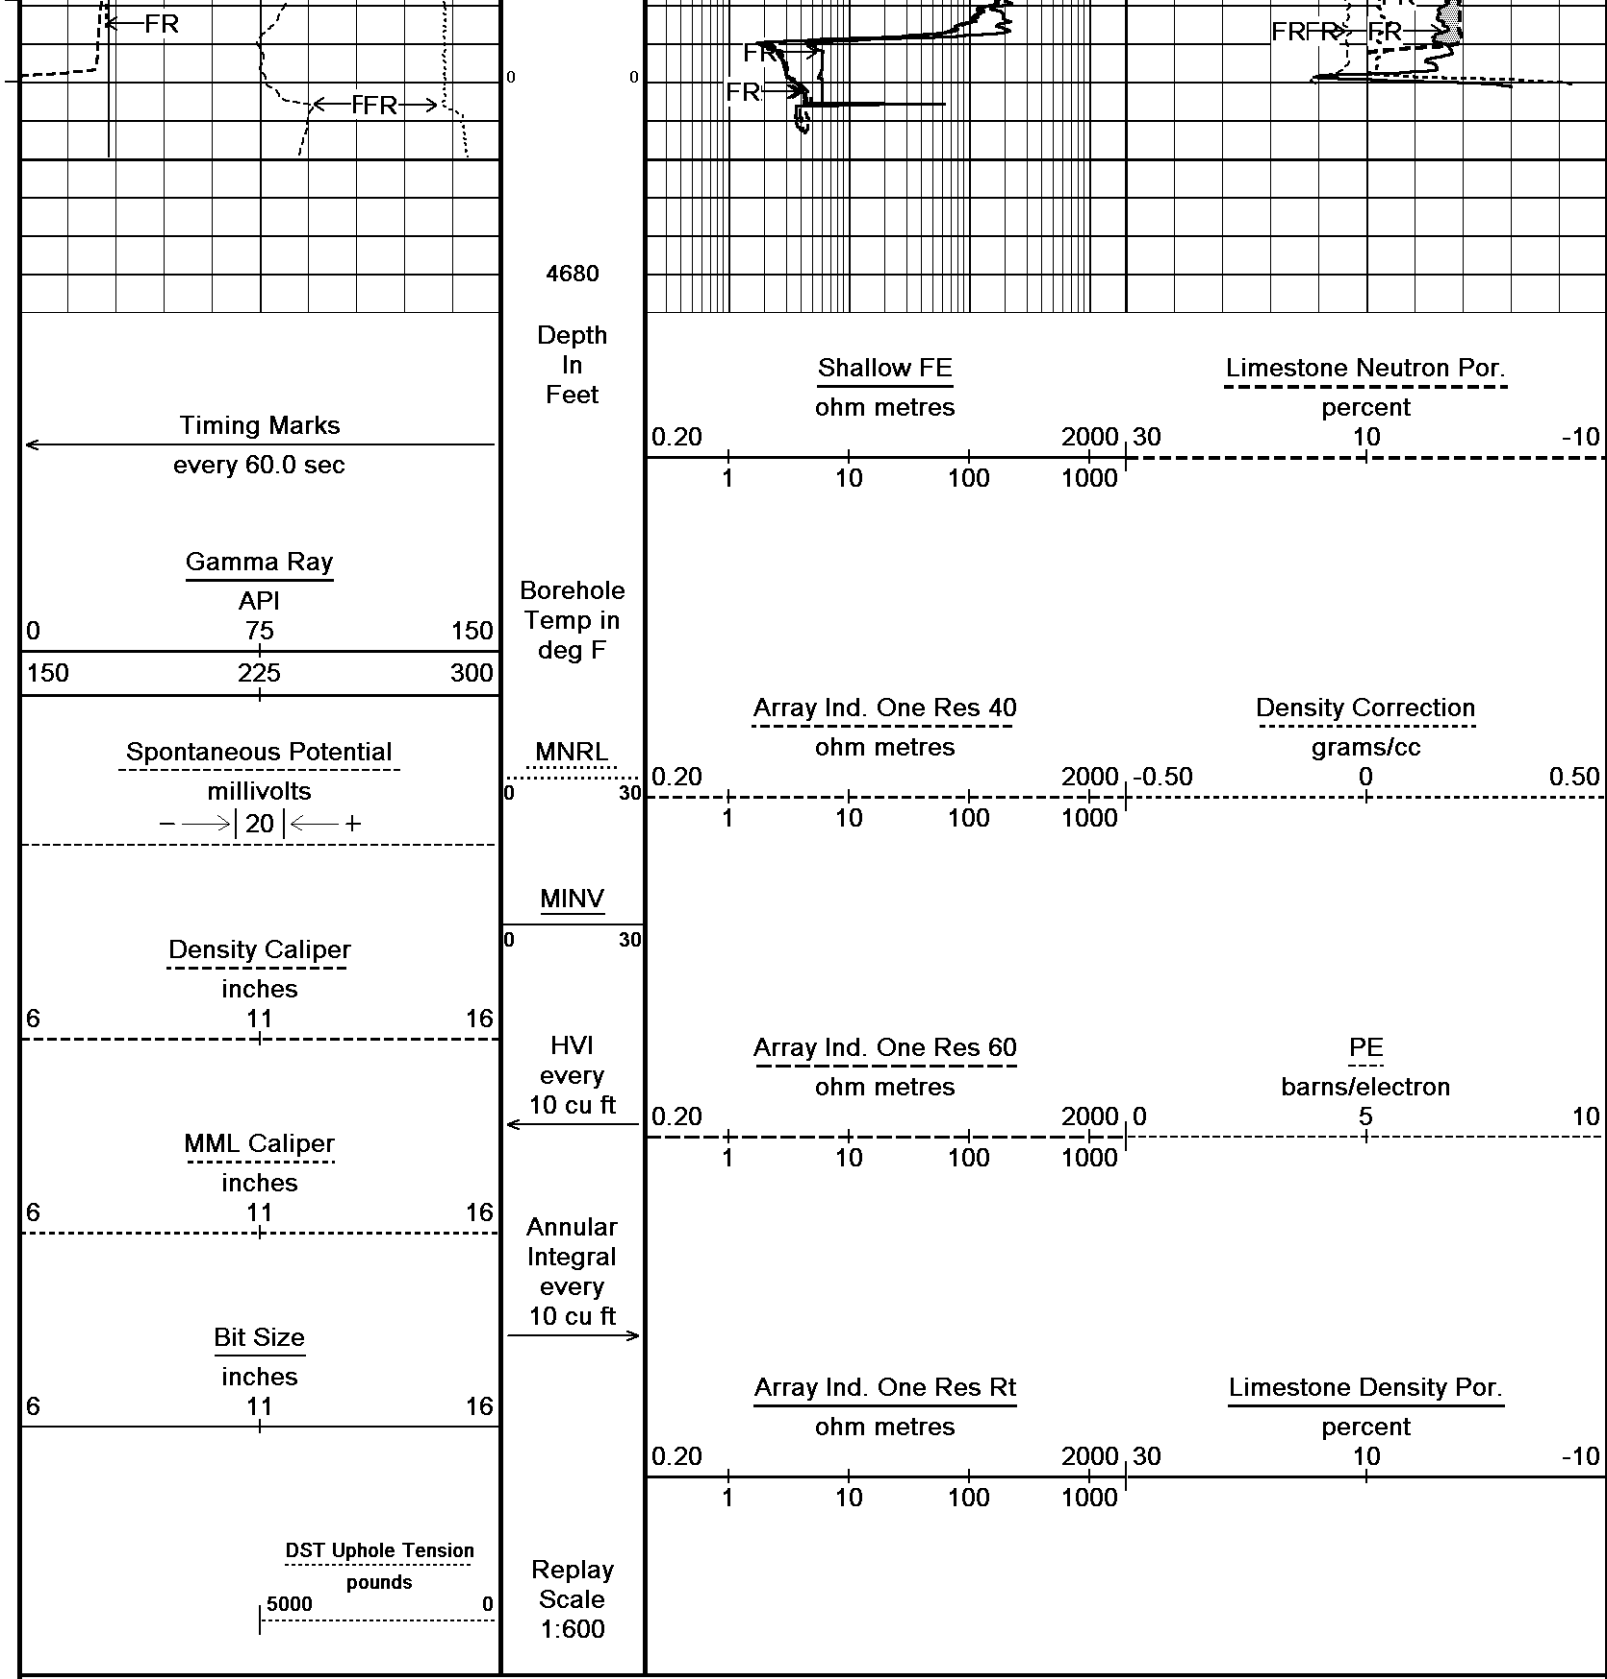 FR
FFR
0
0
FR
FR
FR
FRFR
FR
4680
Depth
In
Feet
Timing Marks
every 60.0 sec
Gamma Ray
API
0 75 150
150 225 300
Spontaneous Potential
millivolts
− 20 +
Density Caliper
inches
6 11 16
MML Caliper
inches
6 11 16
Bit Size
inches
6 11 16
DST Uphole Tension
pounds
5000 0
Borehole
Temp in
deg F
MNRL
0 30
MINV
0 30
HVI
every
10 cu ft
Annular
Integral
every
10 cu ft
Replay
Scale
1:600
Shallow FE
ohm metres
0.20 2000
1 10 100 1000
Array Ind. One Res 40
ohm metres
0.20 2000
1 10 100 1000
Array Ind. One Res 60
ohm metres
0.20 2000
1 10 100 1000
Array Ind. One Res Rt
ohm metres
0.20 2000
1 10 100 1000
Limestone Neutron Por.
percent
30 10 -10
Density Correction
grams/cc
-0.50 0 0.50
PE
barns/electron
0 5 10
Limestone Density Por.
percent
30 10 -10